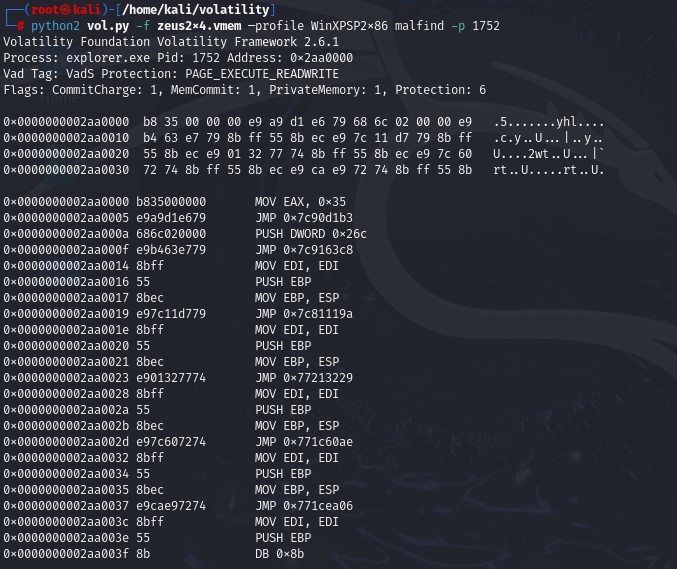 ┌──(root㉿kali)-[/home/kali/volatility]
└─# python2 vol.py -f zeus2×4.vmem —profile WinXPSP2×86 malfind -p 1752
Volatility Foundation Volatility Framework 2.6.1
Process: explorer.exe Pid: 1752 Address: 0×2aa0000
Vad Tag: VadS Protection: PAGE_EXECUTE_READWRITE
Flags: CommitCharge: 1, MemCommit: 1, PrivateMemory: 1, Protection: 6

0×0000000002aa0000  b8 35 00 00 00 e9 a9 d1 e6 79 68 6c 02 00 00 e9   .5.......yhl....
0×0000000002aa0010  b4 63 e7 79 8b ff 55 8b ec e9 7c 11 d7 79 8b ff   .c.y..U...|..y..
0×0000000002aa0020  55 8b ec e9 01 32 77 74 8b ff 55 8b ec e9 7c 60   U....2wt..U...|`
0×0000000002aa0030  72 74 8b ff 55 8b ec e9 ca e9 72 74 8b ff 55 8b   rt..U.....rt..U.

0×0000000002aa0000 b835000000       MOV EAX, 0×35
0×0000000002aa0005 e9a9d1e679       JMP 0×7c90d1b3
0×0000000002aa000a 686c020000       PUSH DWORD 0×26c
0×0000000002aa000f e9b463e779       JMP 0×7c9163c8
0×0000000002aa0014 8bff             MOV EDI, EDI
0×0000000002aa0016 55               PUSH EBP
0×0000000002aa0017 8bec             MOV EBP, ESP
0×0000000002aa0019 e97c11d779       JMP 0×7c81119a
0×0000000002aa001e 8bff             MOV EDI, EDI
0×0000000002aa0020 55               PUSH EBP
0×0000000002aa0021 8bec             MOV EBP, ESP
0×0000000002aa0023 e901327774       JMP 0×77213229
0×0000000002aa0028 8bff             MOV EDI, EDI
0×0000000002aa002a 55               PUSH EBP
0×0000000002aa002b 8bec             MOV EBP, ESP
0×0000000002aa002d e97c607274       JMP 0×771c60ae
0×0000000002aa0032 8bff             MOV EDI, EDI
0×0000000002aa0034 55               PUSH EBP
0×0000000002aa0035 8bec             MOV EBP, ESP
0×0000000002aa0037 e9cae97274       JMP 0×771cea06
0×0000000002aa003c 8bff             MOV EDI, EDI
0×0000000002aa003e 55               PUSH EBP
0×0000000002aa003f 8b               DB 0×8b